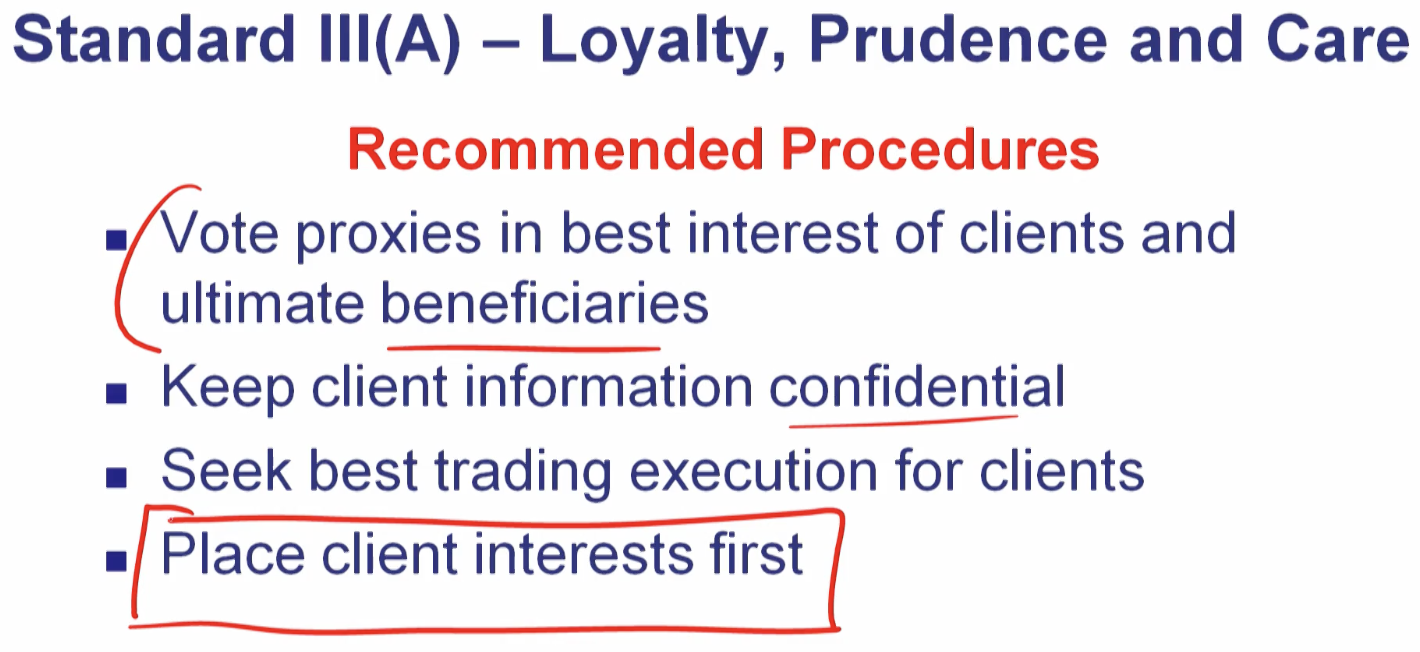 Standard III(A) – Loyalty, Prudence and Care
Recommended Procedures
▪ Vote proxies in best interest of clients and
ultimate beneficiaries
▪ Keep client information confidential
▪ Seek best trading execution for clients
▪ Place client interests first